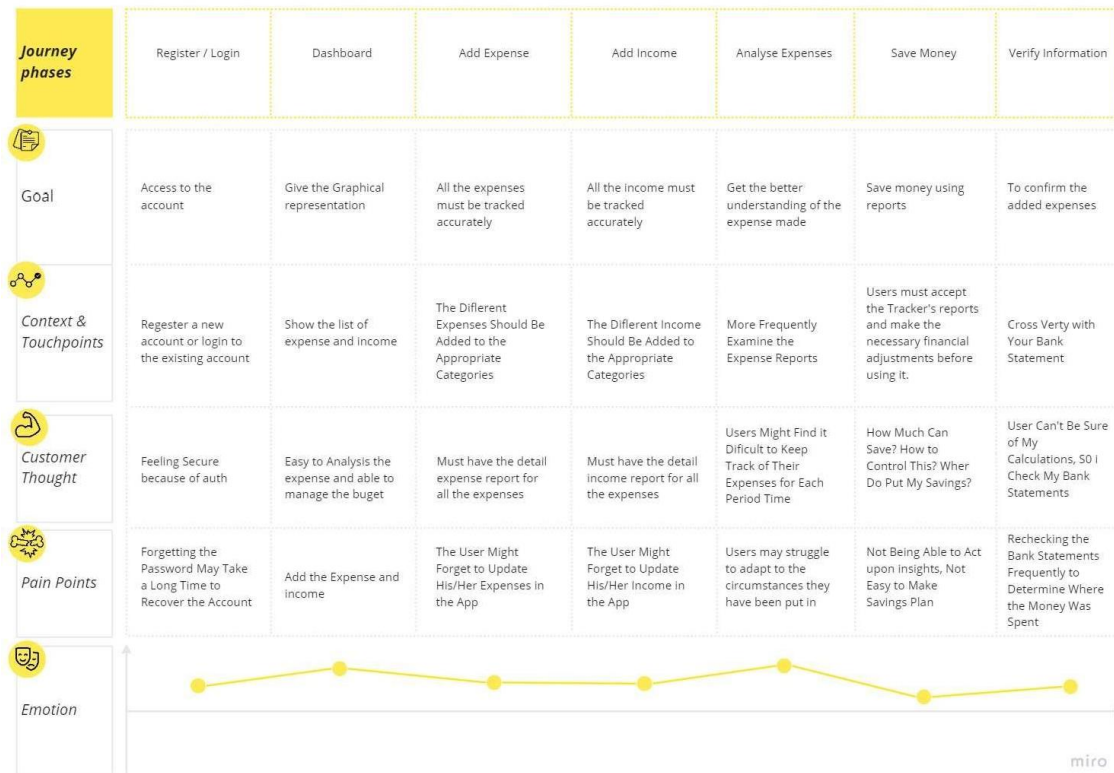 Journey
phases
Register / Login
Dashboard
Add Expense
Add Income
Analyse Expenses
Save Money
Verify Information
Goal
Access to the
account
Give the Graphical
representation
All the expenses
must be tracked
accurately
All the income must
be tracked
accurately
Get the better
understanding of the
expense made
Save money using
reports
To confirm the
added expenses
Context &
Touchpoints
Regester a new
account or login to
the existing account
Show the list of
expense and income
The Diflerent
Expenses Should Be
Added to the
Appropriate
Categories
The Diflerent Income
Should Be Added to
the Appropriate
Categories
More Frequently
Examine the
Expense Reports
Users must accept
the Tracker's reports
and make the
necessary financial
adjustments before
using it.
Cross Verty with
Your Bank
Statement
Customer
Thought
Feeling Secure
because of auth
Easy to Analysis the
expense and able to
manage the buget
Must have the detail
expense report for
all the expenses
Must have the detail
income report for all
the expenses
Users Might Find it
Dificult to Keep
Track of Their
Expenses for Each
Period Time
How Much Can
Save? How to
Control This? Wher
Do Put My Savings?
User Can't Be Sure
of My
Calculations, S0 i
Check My Bank
Statements
Pain Points
Forgetting the
Password May Take
a Long Time to
Recover the Account
Add the Expense and
income
The User Might
Forget to Update
His/Her Expenses in
the App
The User Might
Forget to Update
His/Her Income in
the App
Users may struggle
to adapt to the
circumstances they
have been put in
Not Being Able to Act
upon insights, Not
Easy to Make
Savings Plan
Rechecking the
Bank Statements
Frequently to
Determine Where
the Money Was
Spent
Emotion
miro